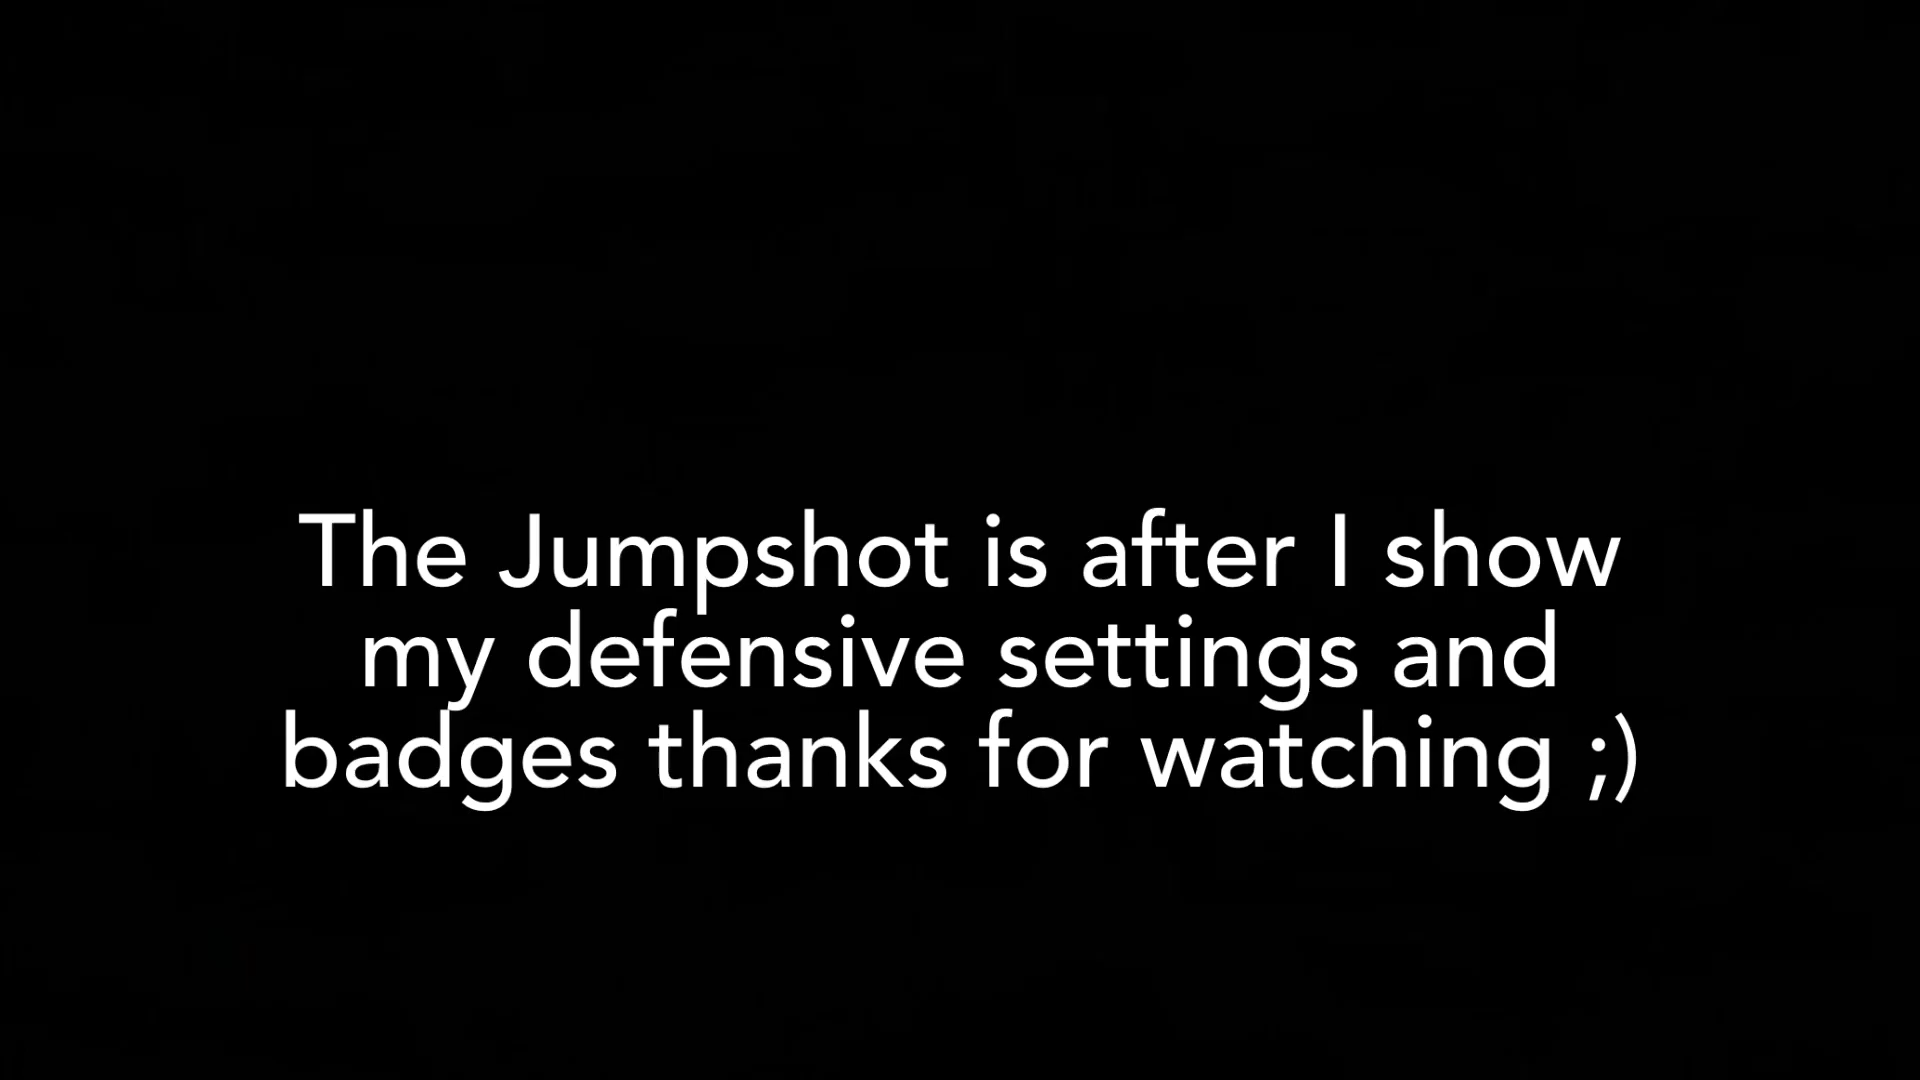 The Jumpshot is after I show
my defensive settings and
badges thanks for watching ;)